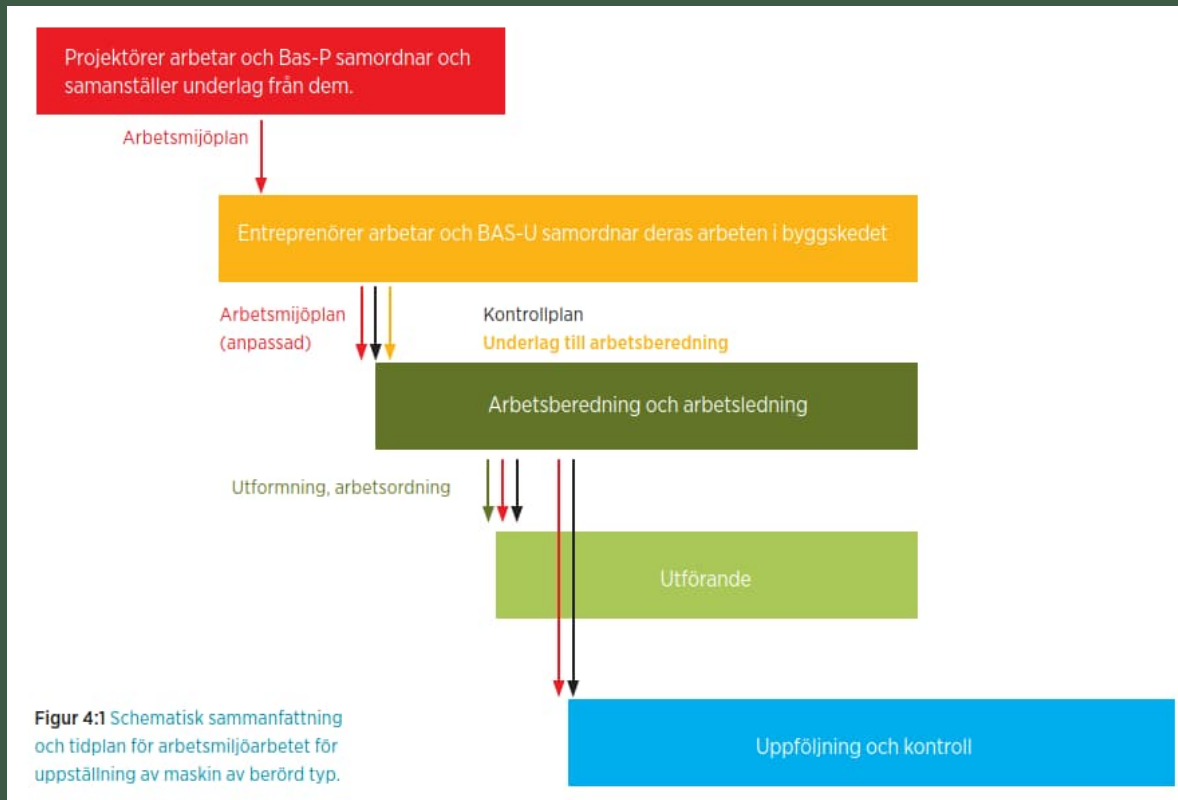 Projektörer arbetar och Bas-P samordnar och
samanställer underlag från dem.
Arbetsmijöplan
Entreprenörer arbetar och BAS-U samordnar deras arbeten i byggskedet
Arbetsmijöplan
(anpassad)
Kontrollplan
Underlag till arbetsberedning
Arbetsberedning och arbetsledning
Utformning, arbetsordning
Utförande
Figur 4:1 Schematisk sammanfattning
och tidplan för arbetsmiljöarbetet för
uppställning av maskin av berörd typ.
Uppföljning och kontroll